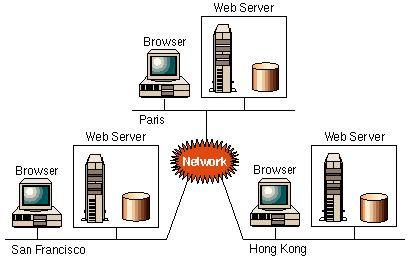 Web Server
Browser
Paris
Network
Web Server
Browser
San Francisco
Web Server
Browser
Hong Kong